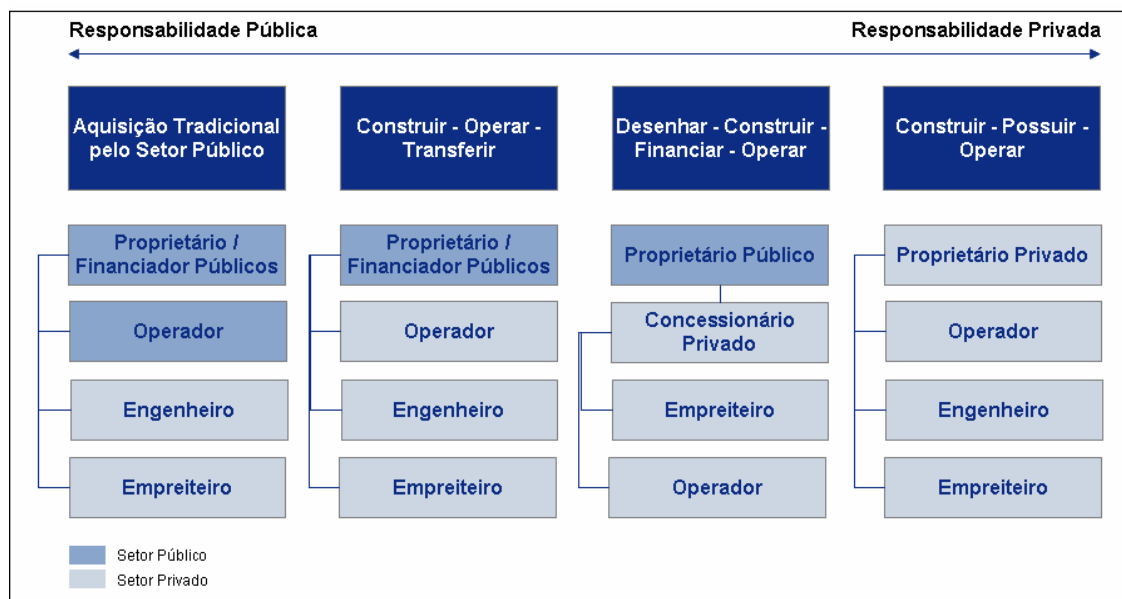 Responsabilidade Pública
Responsabilidade Privada
Aquisição Tradicional
pelo Setor Público
Construir - Operar -
Transferir
Desenhar - Construir -
Financiar - Operar
Construir - Possuir -
Operar
Proprietário /
Financiador Públicos
Proprietário /
Financiador Públicos
Proprietário Público
Proprietário Privado
Operador
Operador
Concessionário
Privado
Operador
Engenheiro
Engenheiro
Empreiteiro
Engenheiro
Empreiteiro
Empreiteiro
Operador
Empreiteiro
Setor Público
Setor Privado